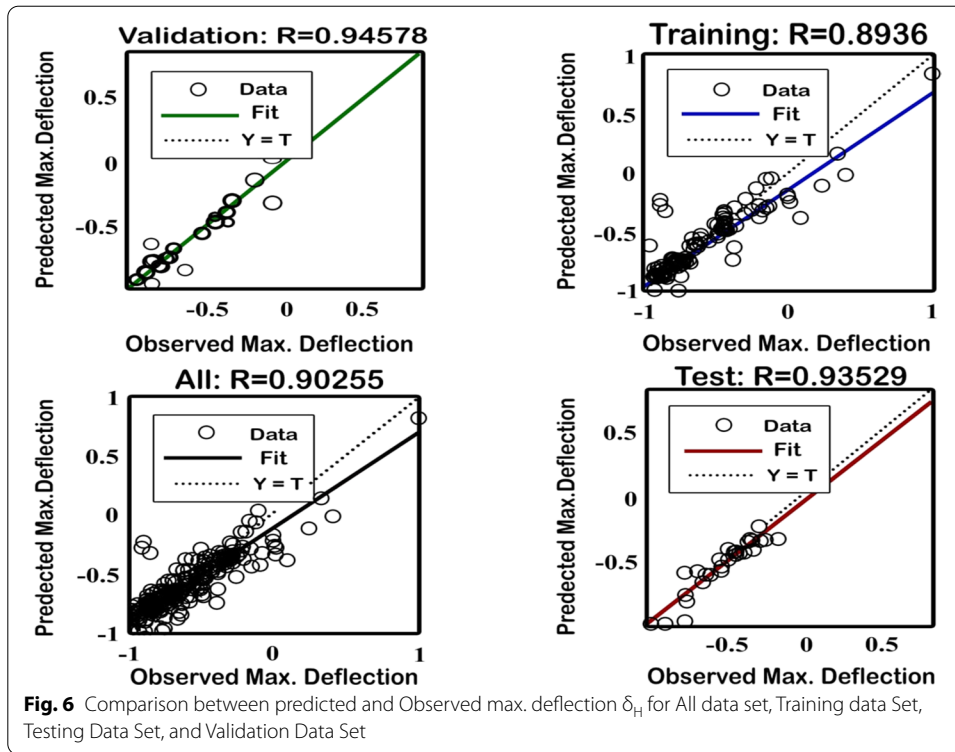 Validation: R=0.94578
Predected Max.Deflection
0.5
0
-0.5
Data
Fit
Y = T
-0.5
0
0.5
Observed Max. Deflection
Training: R=0.8936
Predected Max.Deflection
1
0.5
0
-0.5
-1
Data
Fit
Y = T
-1
0
1
Observed Max. Deflection
All: R=0.90255
Predected Max.Deflection
1
0.5
0
-0.5
-1
Data
Fit
Y = T
-1
0
1
Observed Max. Deflection
Test: R=0.93529
Predected Max.Deflection
0.5
0
-0.5
Data
Fit
Y = T
-0.5
0
0.5
Observed Max. Deflection
Fig. 6 Comparison between predicted and Observed max. deflection δH for All data set, Training data Set,
Testing Data Set, and Validation Data Set